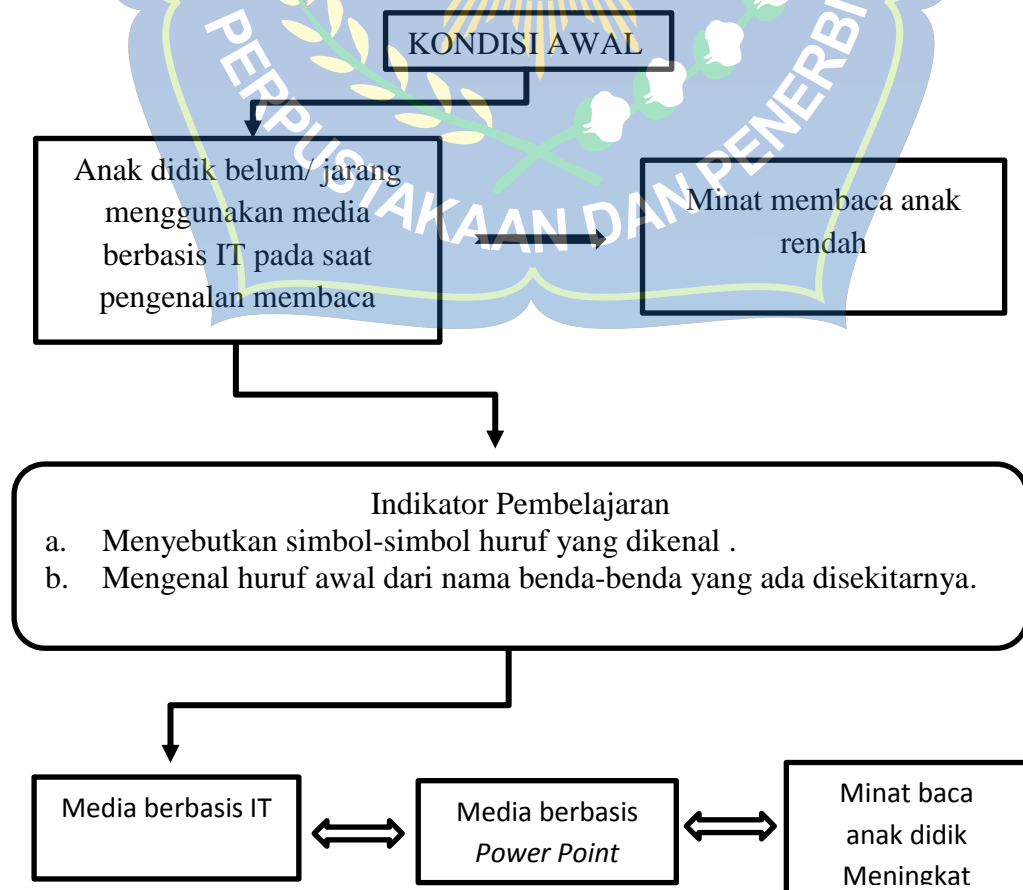 KONDISI AWAL
Anak didik belum/ jarang
menggunakan media
berbasis IT pada saat
pengenalan membaca
Minat membaca anak
rendah
PERPUSTAKAAN DAN PENERBI
Indikator Pembelajaran
a. Menyebutkan simbol-simbol huruf yang dikenal .
b. Mengenal huruf awal dari nama benda-benda yang ada disekitarnya.
Media berbasis IT
Media berbasis
Power Point
Minat baca
anak didik
Meningkat